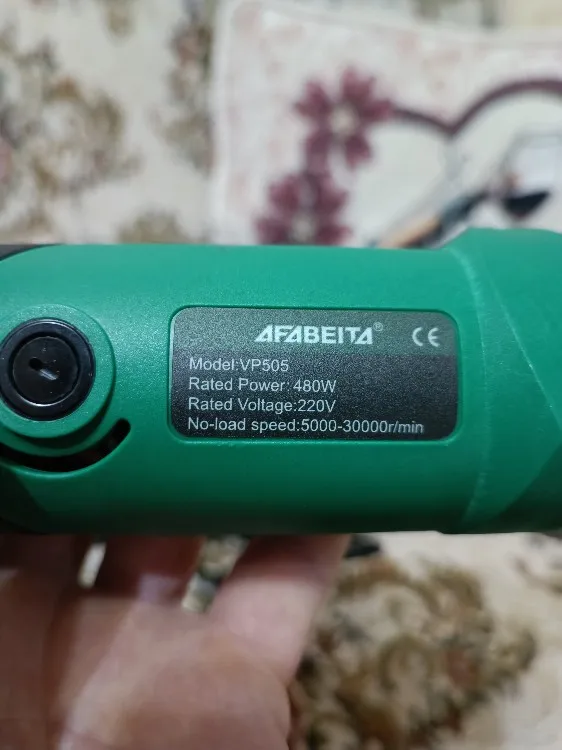 AFABEITA® CE
Model:VP505
Rated Power:480W
Rated Voltage:220V
No-load speed:5000-30000r/min